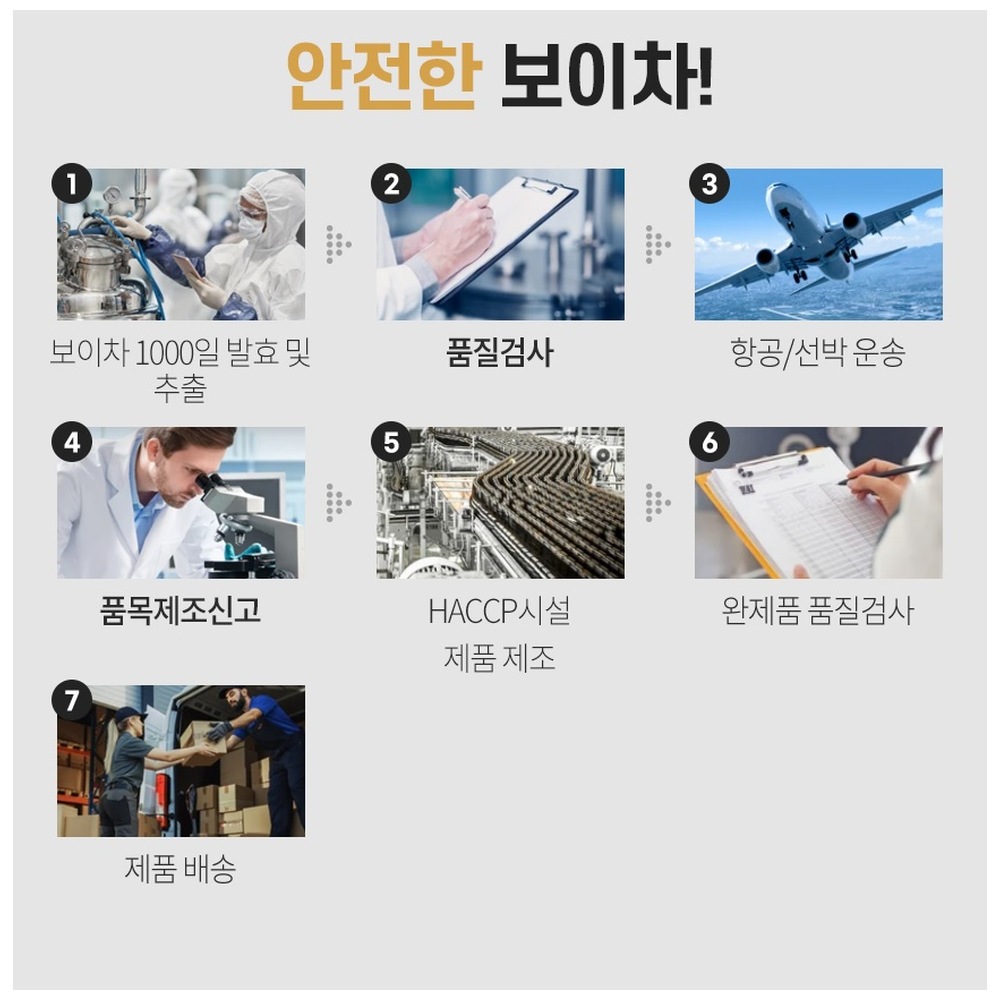 안전한 보이차!
1
2
3
보이차 1000일 발효 및
추출
품질검사
항공/선박 운송
4
5
6
품목제조신고
HACCP시설
제품 제조
완제품 품질검사
7
제품 배송